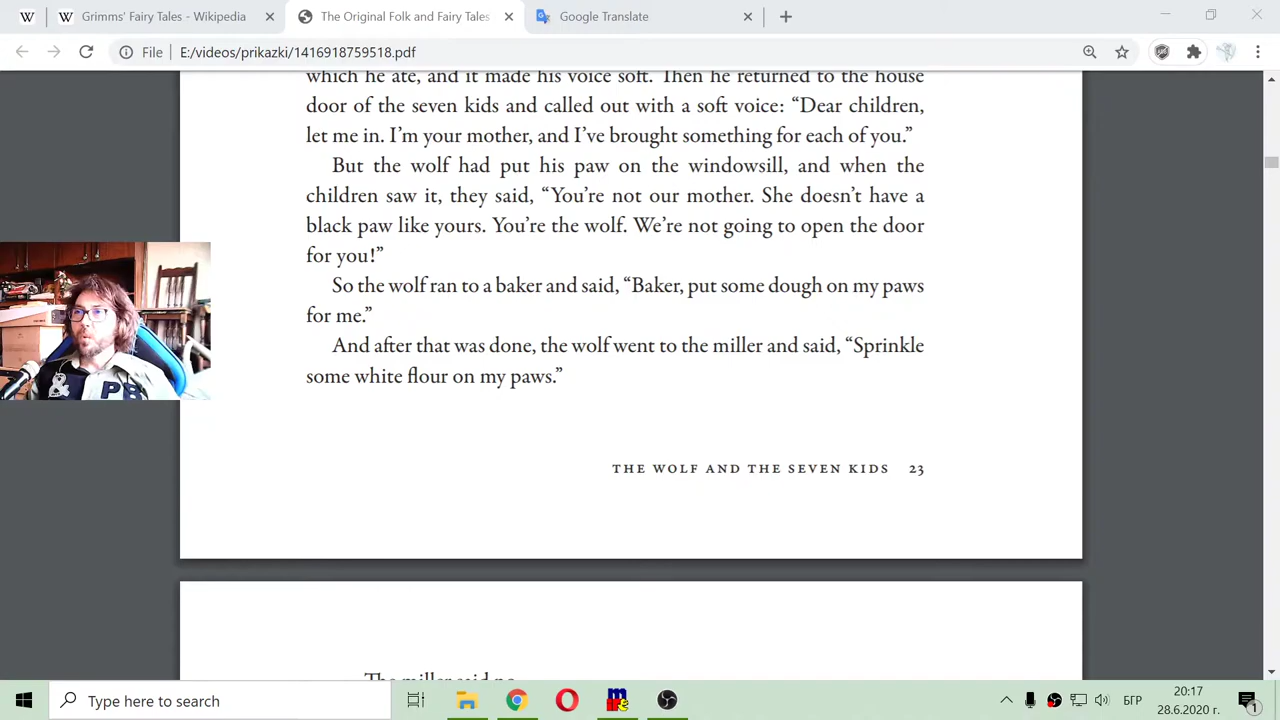 Grimms' Fairy Tales - Wikipedia
The Original Folk and Fairy Tales
Google Translate
File
E:/videos/prikazki/1416918759518.pdf
which he ate, and it made his voice soft. Then he returned to the house
door of the seven kids and called out with a soft voice: “Dear children,
let me in. I’m your mother, and I’ve brought something for each of you.”
But the wolf had put his paw on the windowsill, and when the
children saw it, they said, “You’re not our mother. She doesn’t have a
black paw like yours. You’re the wolf. We’re not going to open the door
for you!”
So the wolf ran to a baker and said, “Baker, put some dough on my paws
for me.”
And after that was done, the wolf went to the miller and said, “Sprinkle
some white flour on my paws.”
THE WOLF AND THE SEVEN KIDS 23
The miller said no
Type here to search
БГР
20:17
28.6.2020 г.
1